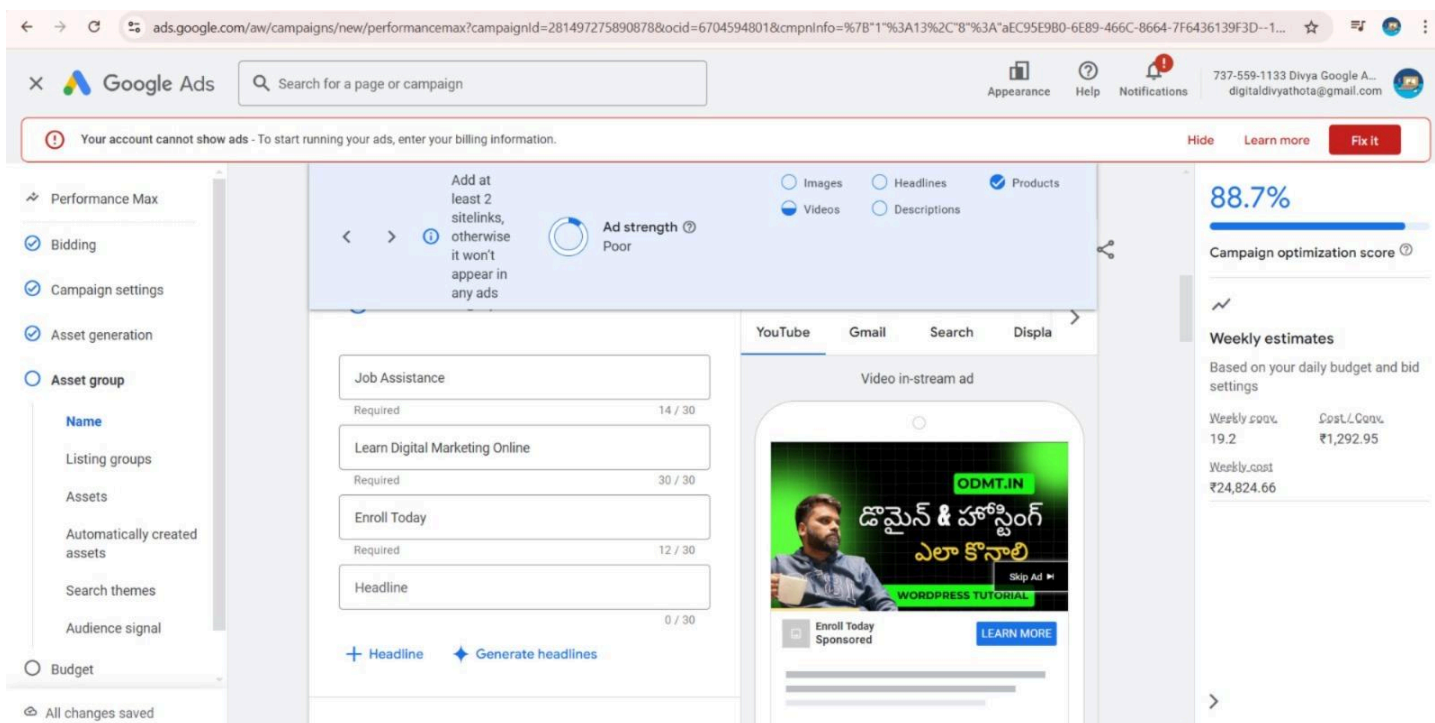 ads.google.com/aw/campaigns/new/performancemax?campaignId=281497275890878&ocid=6704594801&cmpnInfo=%7B"1"%3A13%2C"8"%3A"aEC95E9B0-6E89-466C-8664-7F6436139F3D--1...
Google Ads
Search for a page or campaign
Appearance
Help
Notifications
737-559-1133 Divya Google A...
digitaldivyathota@gmail.com
Your account cannot show ads - To start running your ads, enter your billing information.
Hide
Learn more
Fix it
Performance Max
Bidding
Campaign settings
Asset generation
Asset group
Name
Listing groups
Assets
Automatically created
assets
Search themes
Audience signal
Budget
All changes saved
Add at
least 2
sitelinks,
otherwise
it won't
appear in
any ads
Ad strength
Poor
Images
Headlines
Products
Videos
Descriptions
Job Assistance
Required
14 / 30
Learn Digital Marketing Online
Required
30 / 30
Enroll Today
Required
12 / 30
Headline
0 / 30
+ Headline
Generate headlines
YouTube
Gmail
Search
Displa
Video in-stream ad
ODMT.IN
డొమైన్ & హోస్టింగ్
ఎలా కొనాలి
Skip Ad
WORDPRESS TUTORIAL
Enroll Today
Sponsored
LEARN MORE
88.7%
Campaign optimization score
Weekly estimates
Based on your daily budget and bid
settings
Weekly conv.
Cost / Conv.
19.2
₹1,292.95
Weekly cost
₹24,824.66